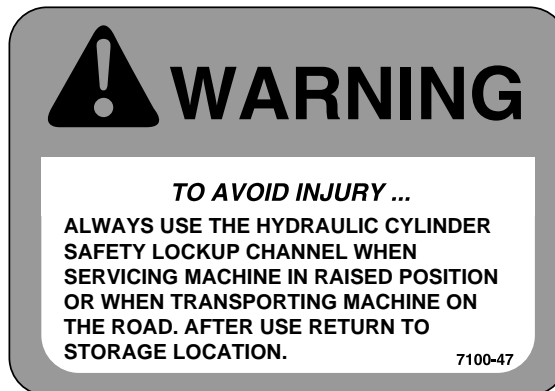 WARNING
TO AVOID INJURY ...
ALWAYS USE THE HYDRAULIC CYLINDER
SAFETY LOCKUP CHANNEL WHEN
SERVICING MACHINE IN RAISED POSITION
OR WHEN TRANSPORTING MACHINE ON
THE ROAD. AFTER USE RETURN TO
STORAGE LOCATION.
7100-47